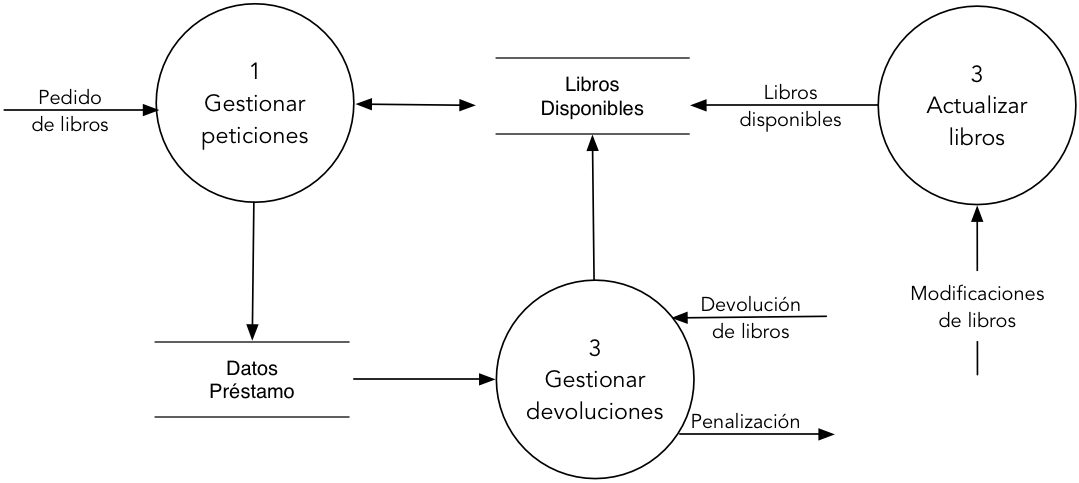 Pedido
de libros
1
Gestionar
peticiones
Libros
Disponibles
Libros
disponibles
3
Actualizar
libros
Modificaciones
de libros
Datos
Préstamo
3
Gestionar
devoluciones
Devolución
de libros
Penalización